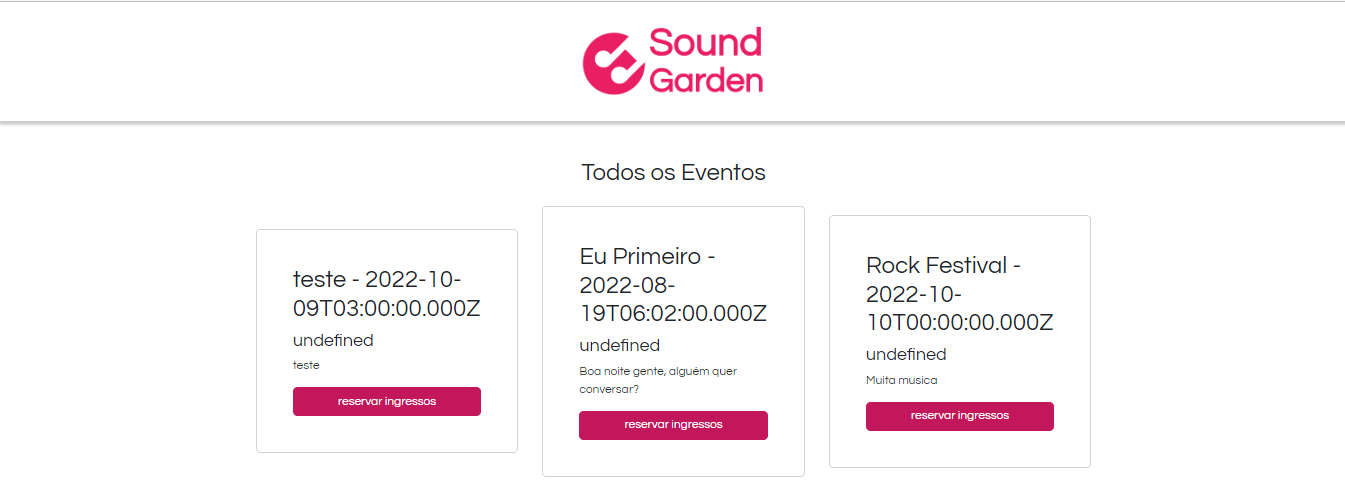 Sound
Garden
Todos os Eventos
teste - 2022-10-
09T03:00:00.000Z
undefined
teste
reservar ingressos
Eu Primeiro -
2022-08-
19T06:02:00.000Z
undefined
Boa noite gente, alguém quer
conversar?
reservar ingressos
Rock Festival -
2022-10-
10T00:00:00.000Z
undefined
Muita musica
reservar ingressos